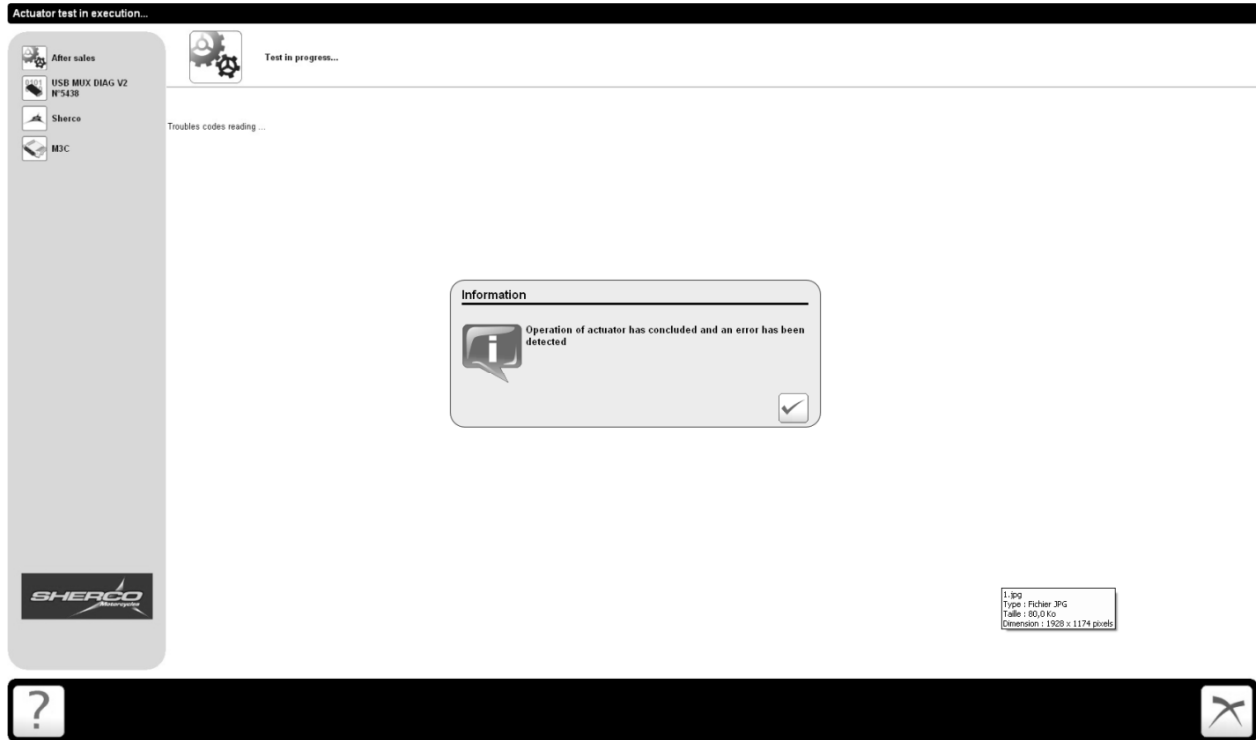 Actuator test in execution...
After sales
USB MUX DIAG V2
N°5438
Sherco
M3C
Test in progress...
Troubles codes reading ...
Information
Operation of actuator has concluded and an error has been
detected
SHERCO
Motorcycles
1.jpg
Type : Fichier JPG
Taille : 80,0 Ko
Dimension : 1928 x 1174 pixels
?